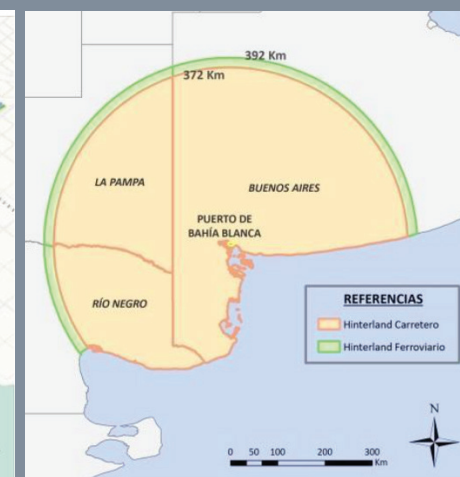 392 Km
372 Km
LA PAMPA
BUENOS AIRES
PUERTO DE
BAHÍA BLANCA
RÍO NEGRO
REFERENCIAS
Hinterland Carretero
Hinterland Ferroviario
N
0 50 100 200 300
Km